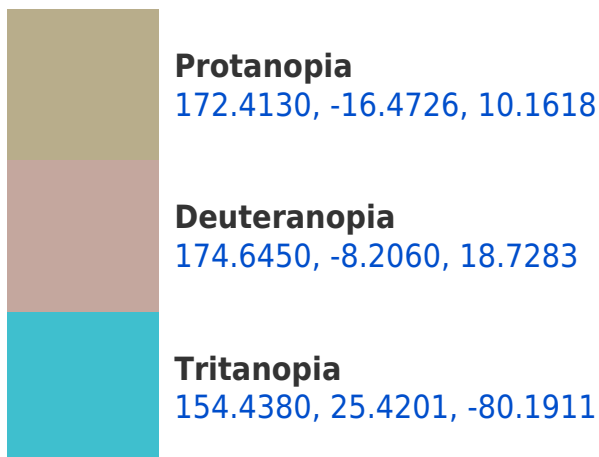 Protanopia
172.4130, -16.4726, 10.1618
Deuteranopia
174.6450, -8.2060, 18.7283
Tritanopia
154.4380, 25.4201, -80.1911